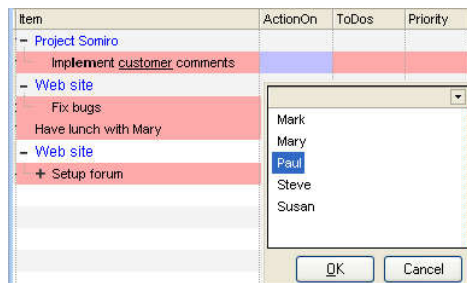 Item ActionOn ToDos Priority
Project Somiro
Implement customer comments
Web site
Fix bugs
Have lunch with Mary
Web site
Setup forum
Mark
Mary
Paul
Steve
Susan
OK Cancel